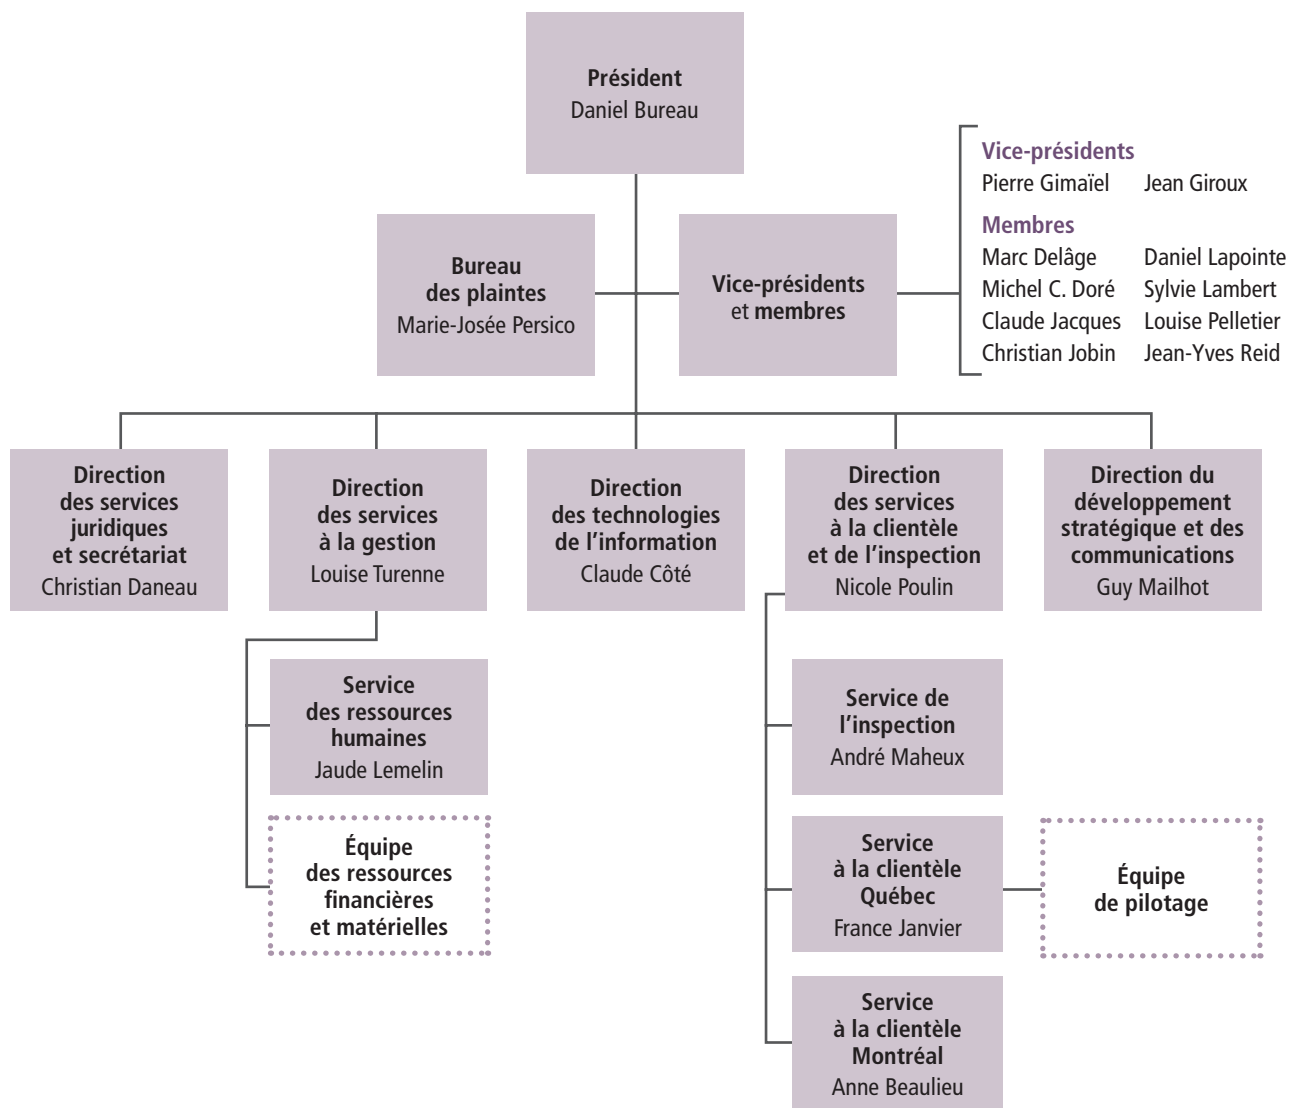 Président
Daniel Bureau
Bureau
des plaintes
Marie-Josée Persico
Vice-présidents
et membres
Vice-présidents
Pierre Gimaïel Jean Giroux
Membres
Marc Delâge Daniel Lapointe
Michel C. Doré Sylvie Lambert
Claude Jacques Louise Pelletier
Christian Jobin Jean-Yves Reid
Direction
des services
juridiques
et secrétariat
Christian Daneau
Direction
des services
à la gestion
Louise Turenne
Direction
des technologies
de l’information
Claude Côté
Direction
des services
à la clientèle
et de l’inspection
Nicole Poulin
Direction du
développement
stratégique et des
communications
Guy Mailhot
Service
des ressources
humaines
Jaude Lemelin
Équipe
des ressources
financières
et matérielles
Service de
l’inspection
André Maheux
Service
à la clientèle
Québec
France Janvier
Équipe
de pilotage
Service
à la clientèle
Montréal
Anne Beaulieu